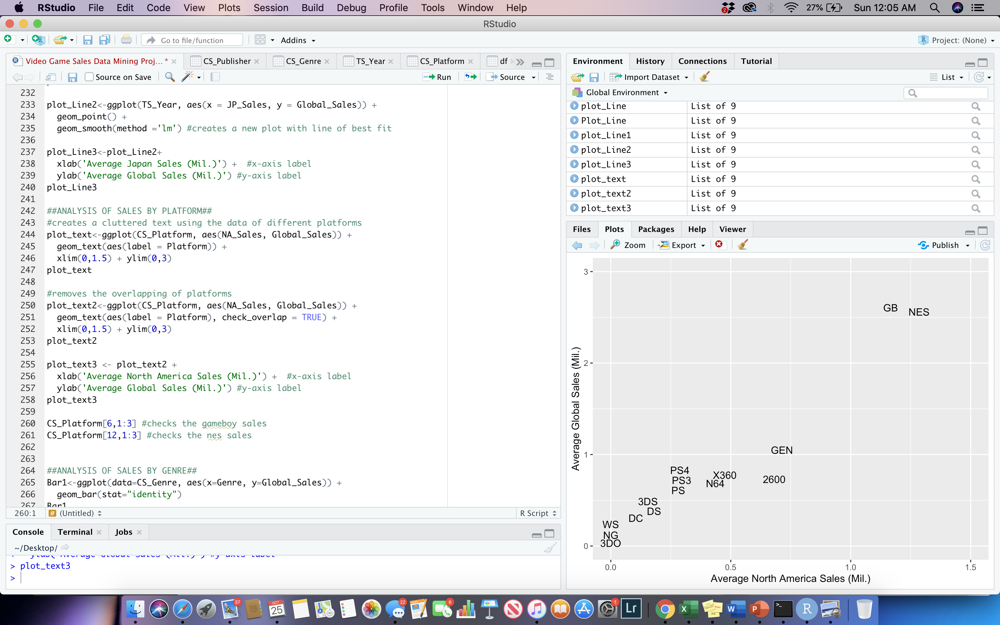 RStudio File Edit Code View Plots Session Build Debug Profile Tools Window Help 2 27% Sun 12:05 AM
RStudio
Go to file/function Addins Project: (None)
Video Game Sales Data Mining Proj... * CS_Publisher CS_Genre TS_Year CS_Platform df
Source on Save Run Source
232
233 plot_Line2<-ggplot(TS_Year, aes(x = JP_Sales, y = Global_Sales)) +
234 geom_point() +
235 geom_smooth(method ='lm') #creates a new plot with line of best fit
236
237 plot_Line3<-plot_Line2+
238 xlab('Average Japan Sales (Mil.)') + #x-axis label
239 ylab('Average Global Sales (Mil.)') #y-axis label
240 plot_Line3
241
242 ##ANALYSIS OF SALES BY PLATFORM##
243 #creates a cluttered text using the data of different platforms
244 plot_text<-ggplot(CS_Platform, aes(NA_Sales, Global_Sales)) +
245 geom_text(aes(label = Platform)) +
246 xlim(0,1.5) + ylim(0,3)
247 plot_text
248
249 #removes the overlapping of platforms
250 plot_text2<-ggplot(CS_Platform, aes(NA_Sales, Global_Sales)) +
251 geom_text(aes(label = Platform), check_overlap = TRUE) +
252 xlim(0,1.5) + ylim(0,3)
253 plot_text2
254
255 plot_text3 <- plot_text2 +
256 xlab('Average North America Sales (Mil.)') + #x-axis label
257 ylab('Average Global Sales (Mil.)') #y-axis label
258 plot_text3
259
260 CS_Platform[6,1:3] #checks the gameboy sales
261 CS_Platform[12,1:3] #checks the nes sales
262
263
264 ##ANALYSIS OF SALES BY GENRE##
265 Bar1<-ggplot(data=CS_Genre, aes(x=Genre, y=Global_Sales)) +
266 geom_bar(stat="identity")
267 Bar1
260:1 # (Untitled) R Script
Console Terminal Jobs
~/Desktop/
+ ylab('Average Global Sales (Mil.)') #y-axis label
> plot_text3
>
Environment History Connections Tutorial
Import Dataset List
Global Environment
plot_Line List of 9
Plot_Line List of 9
plot_Line1 List of 9
plot_Line2 List of 9
plot_Line3 List of 9
plot_text List of 9
plot_text2 List of 9
plot_text3 List of 9
Files Plots Packages Help Viewer
Zoom Export Publish
3
GB
NES
2
Average Global Sales (Mil.)
1
GEN
PS4
X360
PS3
2600
N64
PS
3DS
DS
DC
WS
NG
3DO
0
0.0 0.5 1.0 1.5
Average North America Sales (Mil.)
37 OCT 25 22 6 1 Lr X W P >_ R